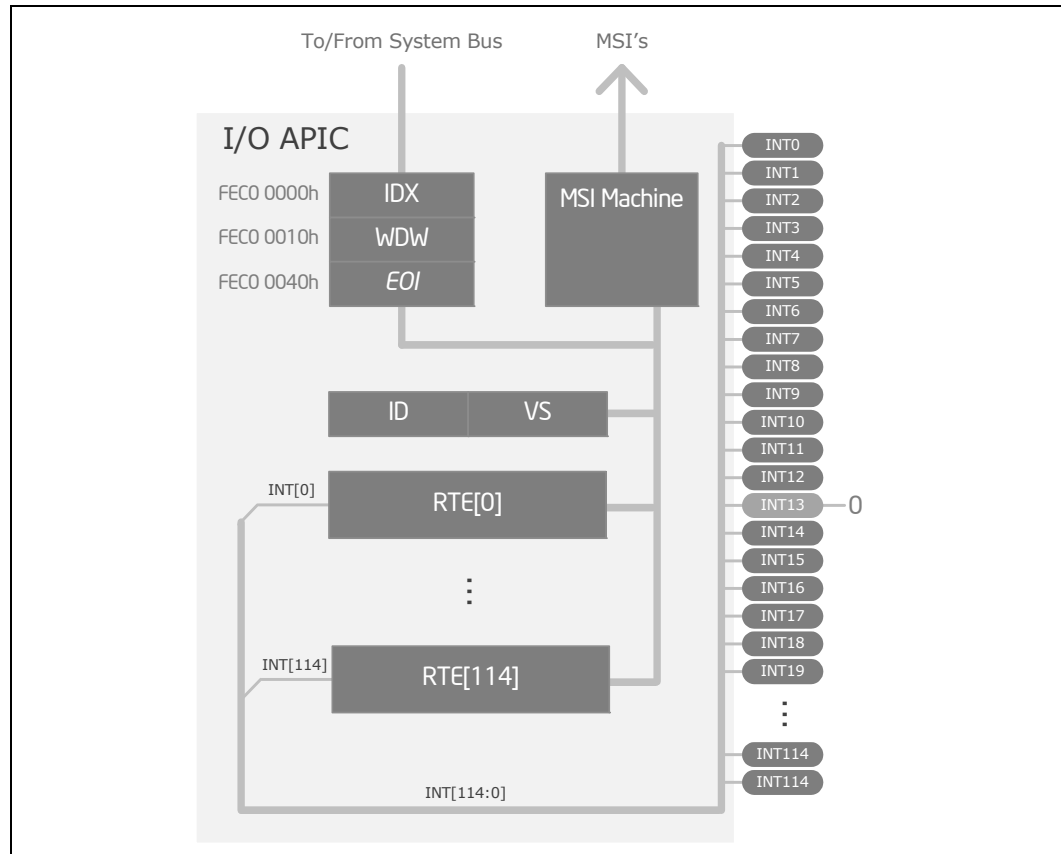 To/From System Bus MSI's
I/O APIC
FEC0 0000h IDX
FEC0 0010h WDW
FEC0 0040h EOI
MSI Machine
ID VS
INT[0] RTE[0]
⋮
INT[114] RTE[114]
INT[114:0]
INT0
INT1
INT2
INT3
INT4
INT5
INT6
INT7
INT8
INT9
INT10
INT11
INT12
INT13 0
INT14
INT15
INT16
INT17
INT18
INT19
⋮
INT114
INT114